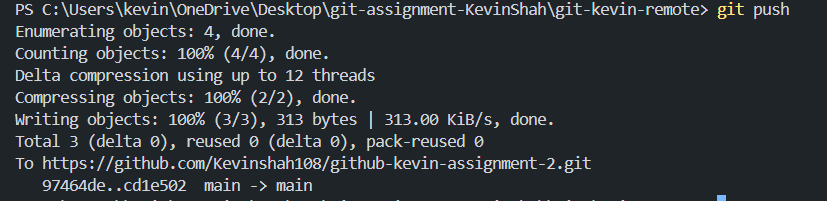 PS C:\Users\kevin\OneDrive\Desktop\git-assignment-KevinShah\git-kevin-remote> git push
Enumerating objects: 4, done.
Counting objects: 100% (4/4), done.
Delta compression using up to 12 threads
Compressing objects: 100% (2/2), done.
Writing objects: 100% (3/3), 313 bytes | 313.00 KiB/s, done.
Total 3 (delta 0), reused 0 (delta 0), pack-reused 0
To https://github.com/Kevinshah108/github-kevin-assignment-2.git
   97464de..cd1e502  main -> main